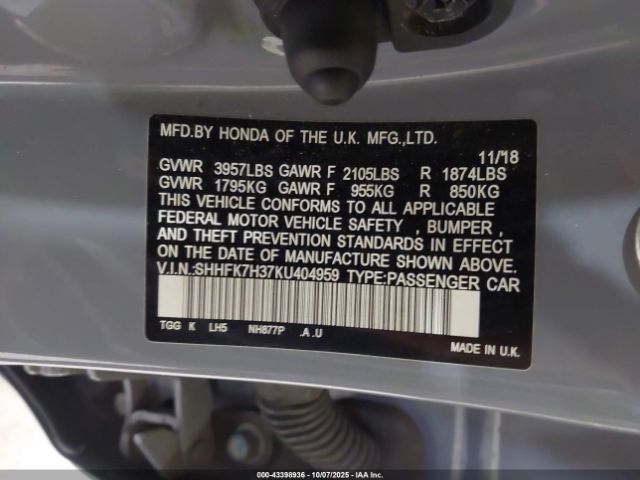 MFD.BY HONDA OF THE U.K. MFG.,LTD.
11/18
GVWR 3957LBS GAWR F 2105LBS R 1874LBS
GVWR 1795KG GAWR F 955KG R 850KG
THIS VEHICLE CONFORMS TO ALL APPLICABLE
FEDERAL MOTOR VEHICLE SAFETY , BUMPER ,
AND THEFT PREVENTION STANDARDS IN EFFECT
ON THE DATE OF MANUFACTURE SHOWN ABOVE.
V.I.N.:SHHFK7H37KU404959 TYPE:PASSENGER CAR
TGG K LH5 NH877P .A .U
MADE IN U.K.
000-43398936 - 10/07/2025 - IAA Inc.